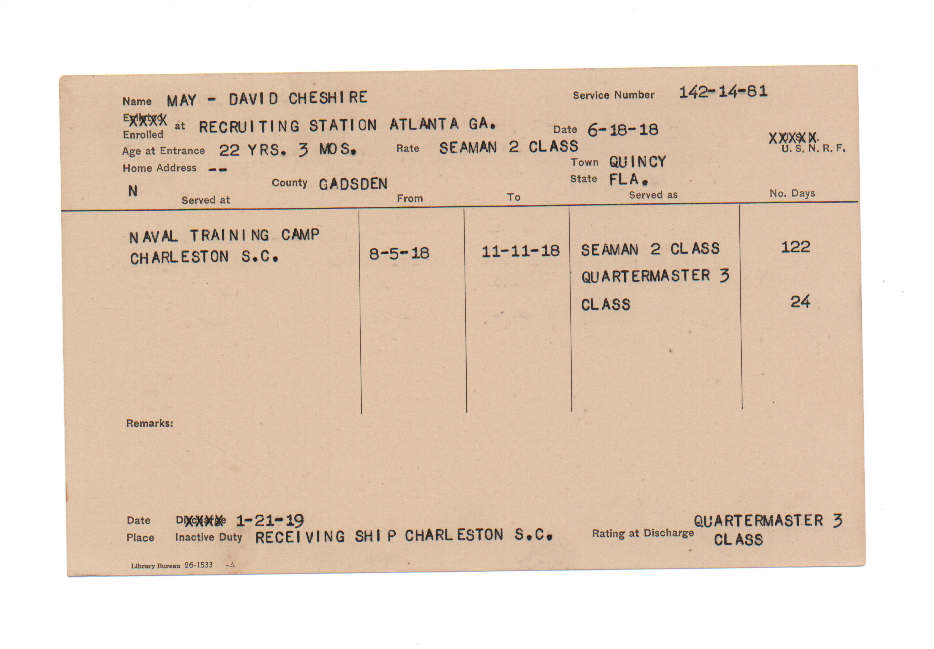 Name MAY - DAVID CHESHIRE Service Number 142-14-81
Enlisted
Enrolled at RECRUITING STATION ATLANTA GA. Date 6-18-18
Age at Entrance 22 YRS. 3 MOS. Rate SEAMAN 2 CLASS U. S. N. R. F.
Home Address -- Town QUINCY
N County GADSDEN State FLA.
Served at From To Served as No. Days
NAVAL TRAINING CAMP
CHARLESTON S.C. 8-5-18 11-11-18 SEAMAN 2 CLASS 122
QUARTERMASTER 3
CLASS 24
Remarks:
Date Discharge 1-21-19 QUARTERMASTER 3
Place Inactive Duty RECEIVING SHIP CHARLESTON S.C. Rating at Discharge CLASS
Library Bureau 26-1533